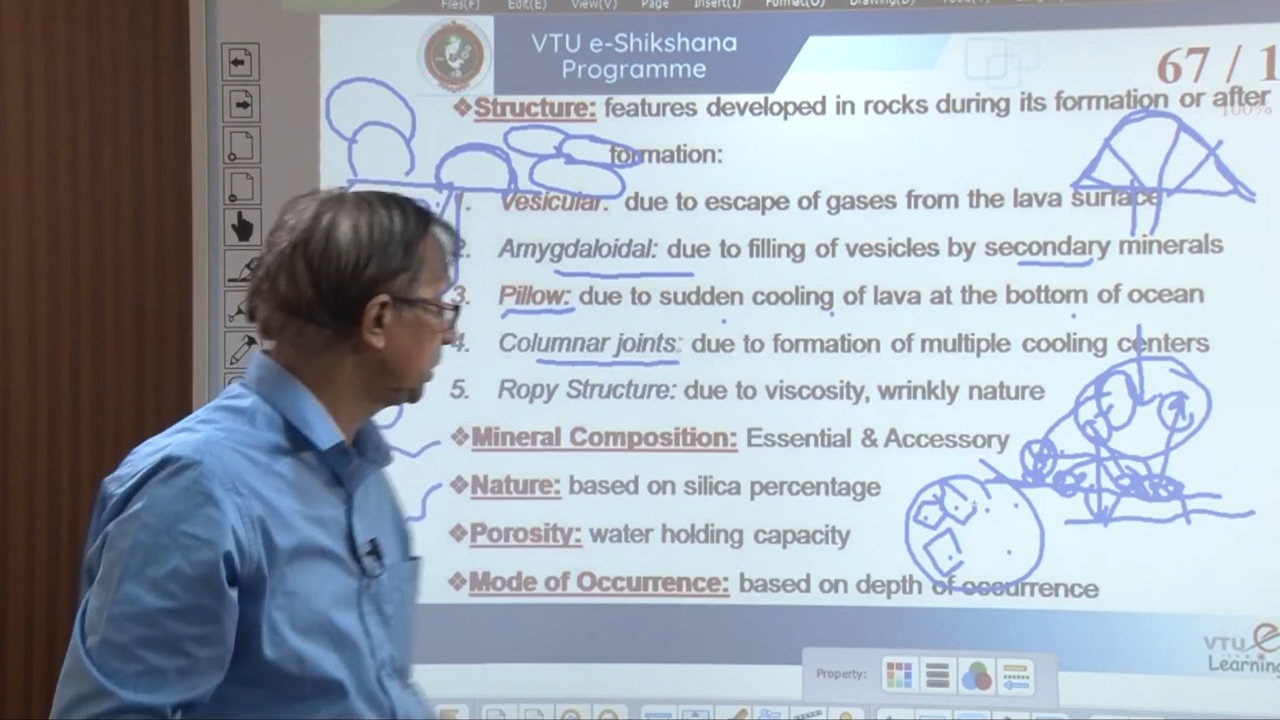 Files(F) Edit(E) View(V) Page Insert(I) Format(O) Drawing(D)
VTU e-Shikshana
Programme
67 / 1
100%
❖Structure: features developed in rocks during its formation or after
formation:
1. Vesicular: due to escape of gases from the lava surface
2. Amygdaloidal: due to filling of vesicles by secondary minerals
3. Pillow: due to sudden cooling of lava at the bottom of ocean
4. Columnar joints: due to formation of multiple cooling centers
5. Ropy Structure: due to viscosity, wrinkly nature
❖Mineral Composition: Essential & Accessory
❖Nature: based on silica percentage
❖Porosity: water holding capacity
❖Mode of Occurrence: based on depth of occurrence
VTU e
Learning
Property: